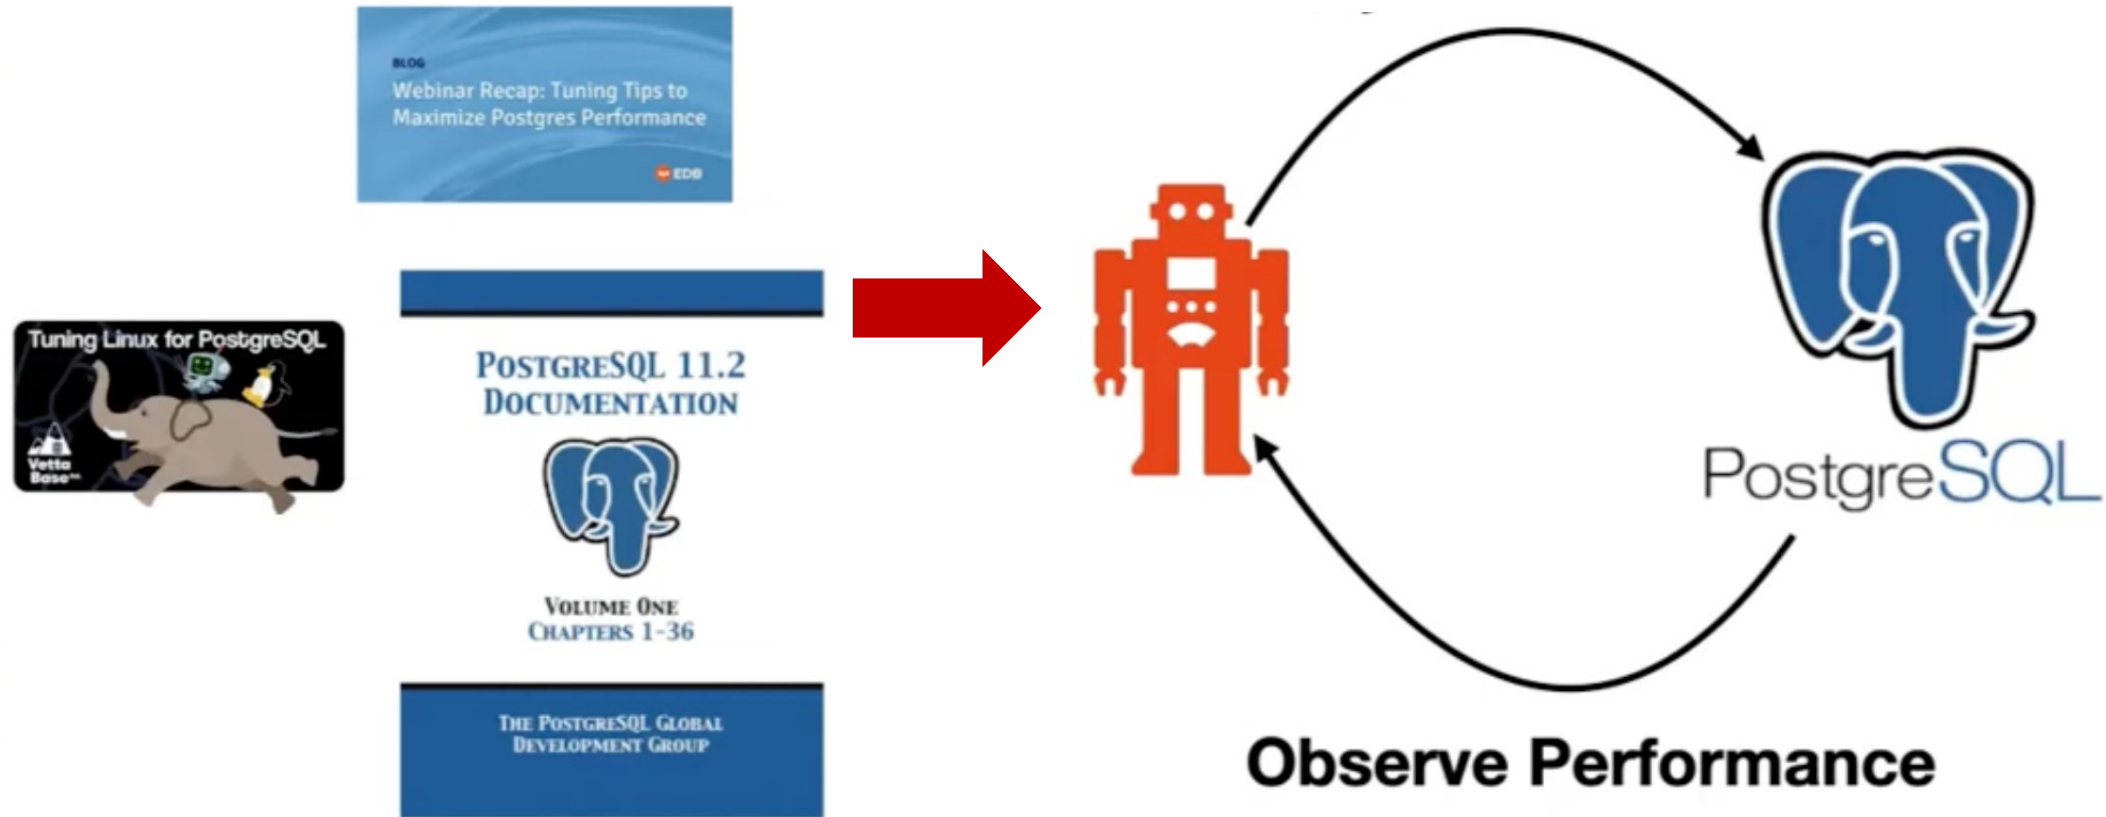 BLOG
Webinar Recap: Tuning Tips to
Maximize Postgres Performance
EDB
Tuning Linux for PostgreSQL
Vetta
Base
POSTGRESQL 11.2
DOCUMENTATION
VOLUME ONE
CHAPTERS 1-36
THE POSTGRESQL GLOBAL
DEVELOPMENT GROUP
PostgreSQL
Observe Performance